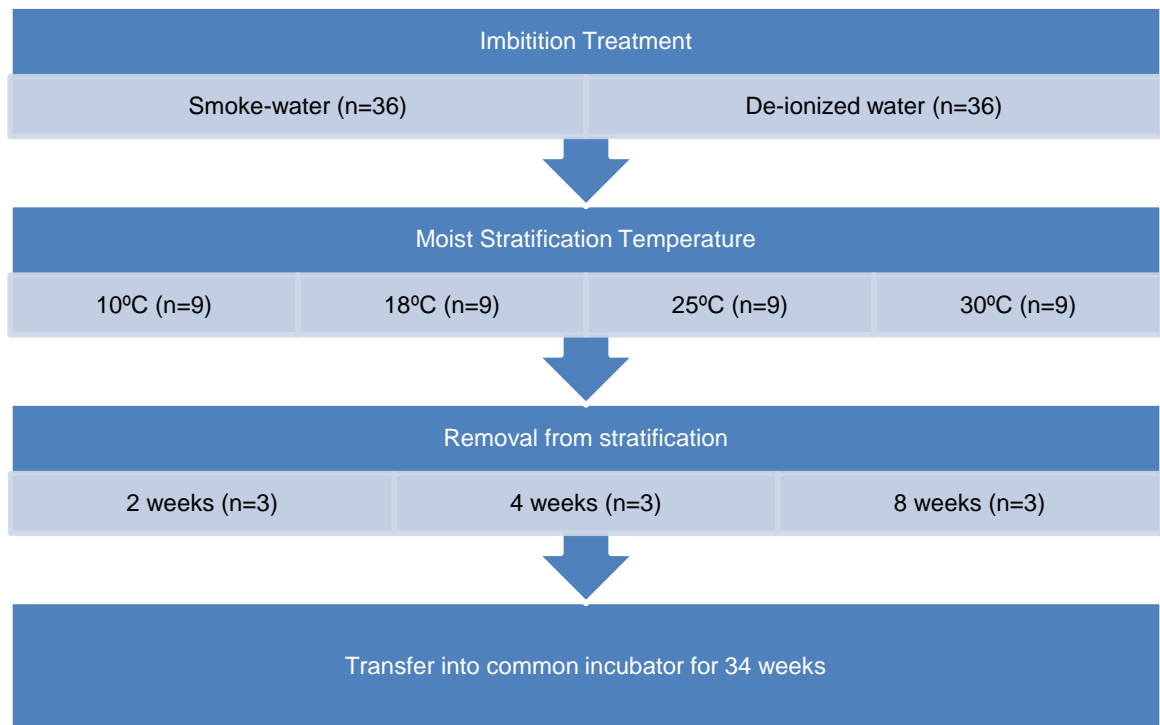 Imbitition Treatment
Smoke-water (n=36)
De-ionized water (n=36)
Moist Stratification Temperature
10ºC (n=9)
18ºC (n=9)
25ºC (n=9)
30ºC (n=9)
Removal from stratification
2 weeks (n=3)
4 weeks (n=3)
8 weeks (n=3)
Transfer into common incubator for 34 weeks